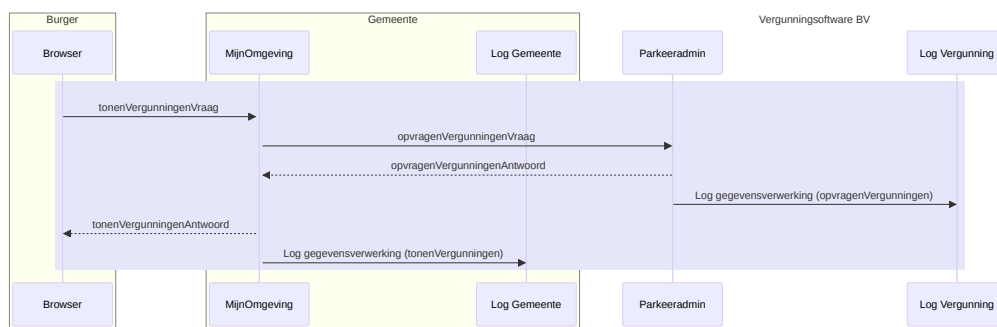 Burger
Gemeente
Vergunningsoftware BV
Browser
MijnOmgeving
Log Gemeente
Parkeeradmin
Log Vergunning
tonenVergunningenVraag
opvragenVergunningenVraag
opvragenVergunningenAntwoord
Log gegevensverwerking (opvragenVergunningen)
tonenVergunningenAntwoord
Log gegevensverwerking (tonenVergunningen)
Browser
MijnOmgeving
Log Gemeente
Parkeeradmin
Log Vergunning